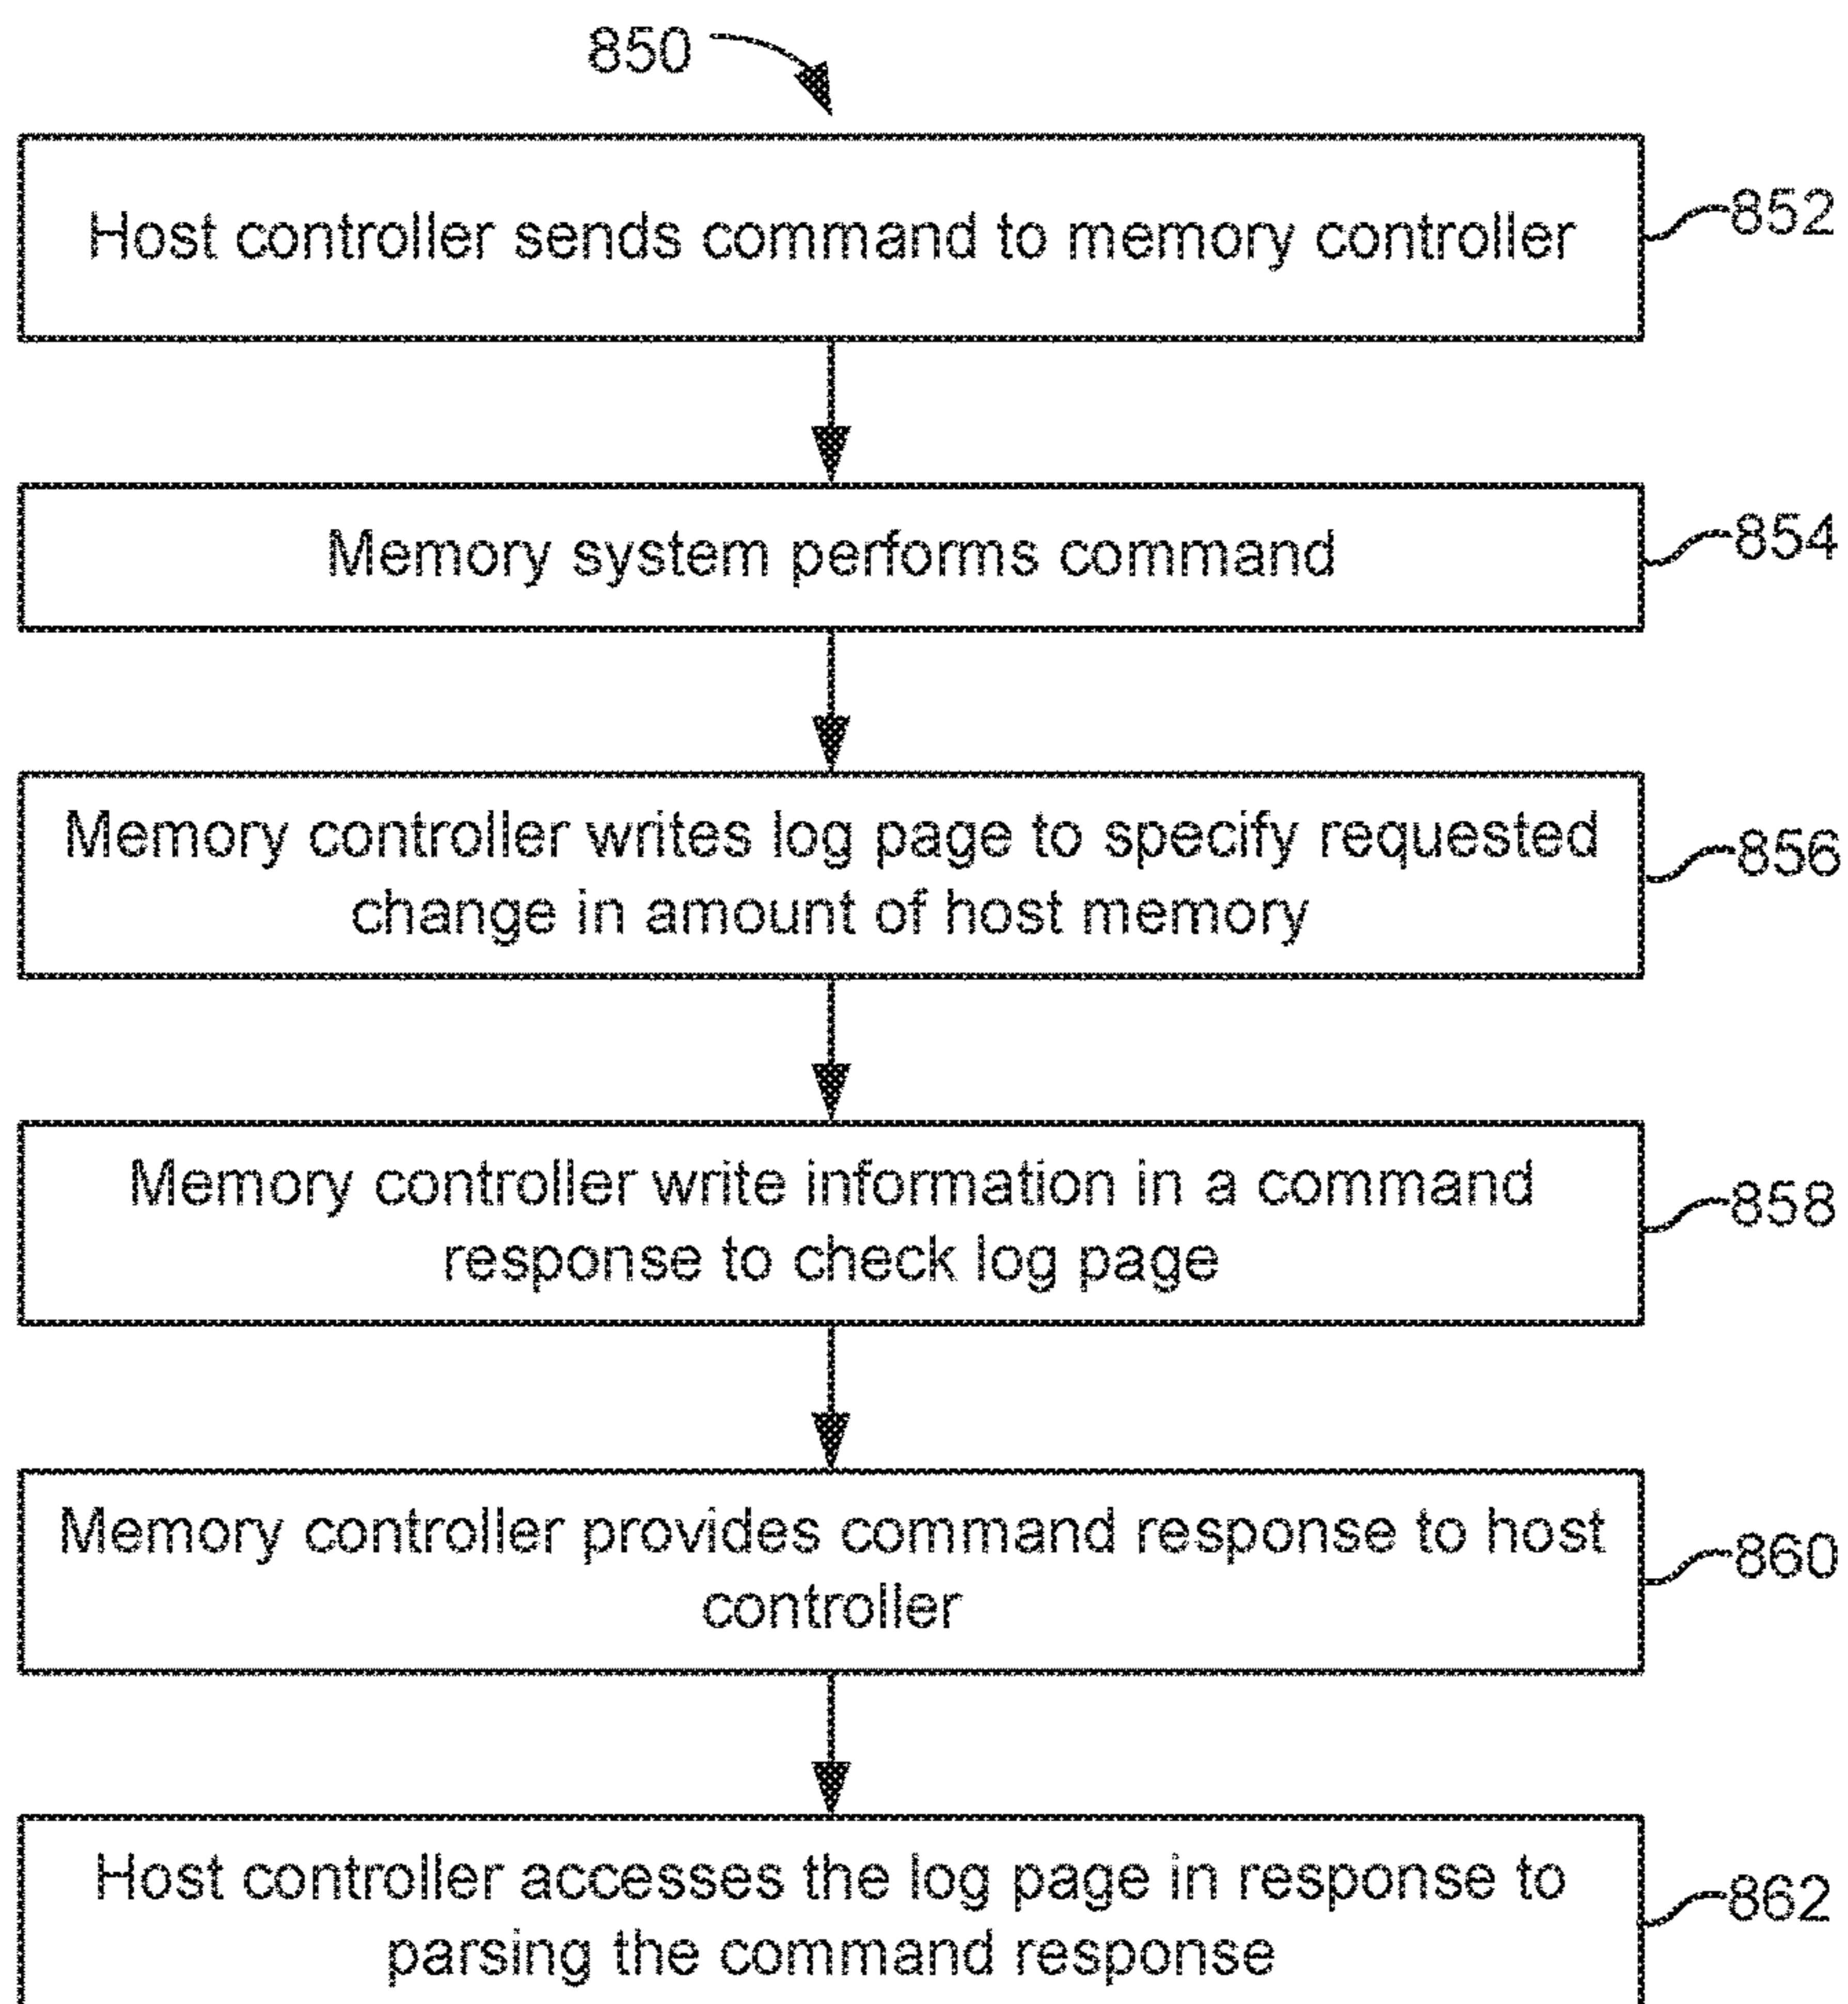 850
Host controller sends command to memory controller
852
Memory system performs command
854
Memory controller writes log page to specify requested
change in amount of host memory
856
Memory controller write information in a command
response to check log page
858
Memory controller provides command response to host
controller
860
Host controller accesses the log page in response to
parsing the command response
862